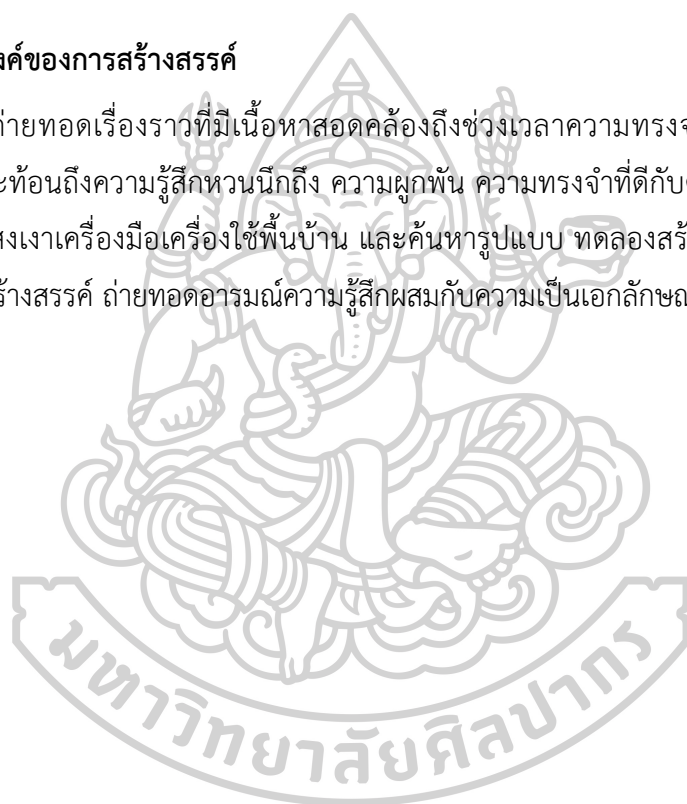 งค์ของการสร้างสรรค์
ถ่ายทอดเรื่องราวที่มีเนื้อหาสอดคล้องถึงช่วงเวลาความทรงจ
ะท้อนถึงความรู้สึกหวนนึกถึง ความผูกพัน ความทรงจำที่ดีกับ
สงเงาเครื่องมือเครื่องใช้พื้นบ้าน และค้นหารูปแบบ ทดลองสร้
ร้างสรรค์ ถ่ายทอดอารมณ์ความรู้สึกผสมกับความเป็นเอกลักษณ
มหาวิทยาลัยศิลปากร